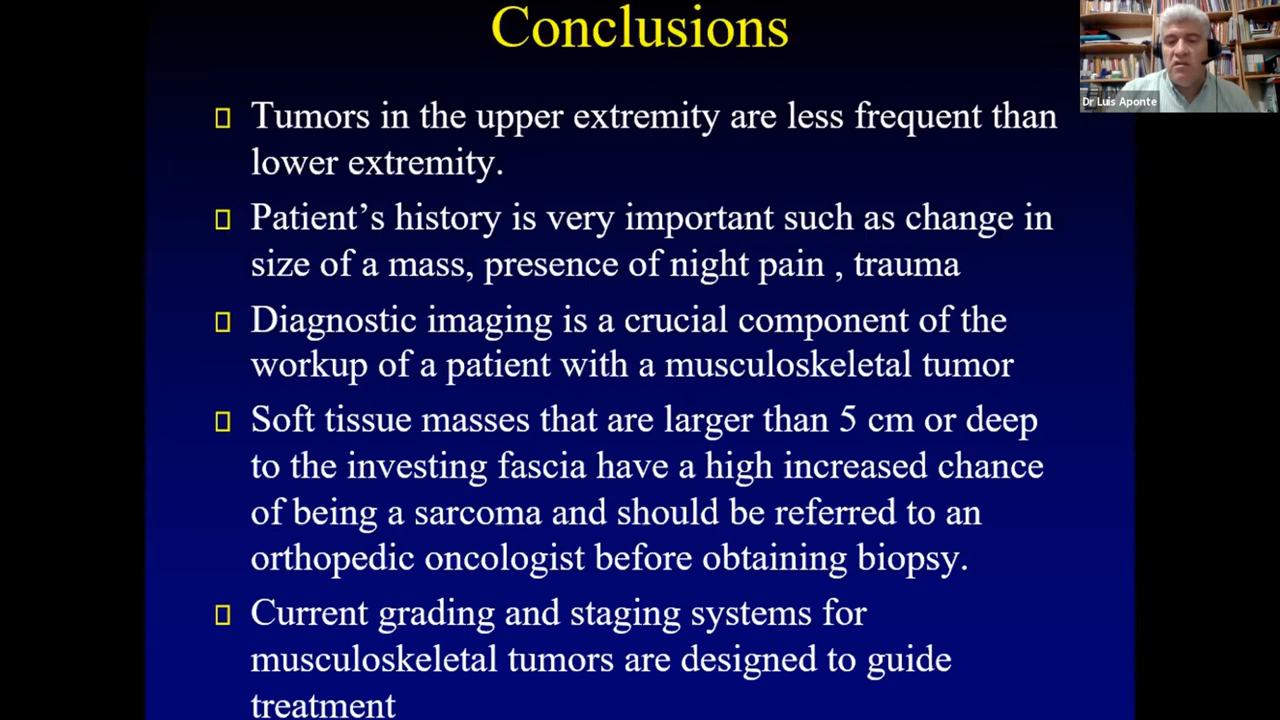 Conclusions
Dr Luis Aponte
Tumors in the upper extremity are less frequent than
lower extremity.
Patient’s history is very important such as change in
size of a mass, presence of night pain , trauma
Diagnostic imaging is a crucial component of the
workup of a patient with a musculoskeletal tumor
Soft tissue masses that are larger than 5 cm or deep
to the investing fascia have a high increased chance
of being a sarcoma and should be referred to an
orthopedic oncologist before obtaining biopsy.
Current grading and staging systems for
musculoskeletal tumors are designed to guide
treatment